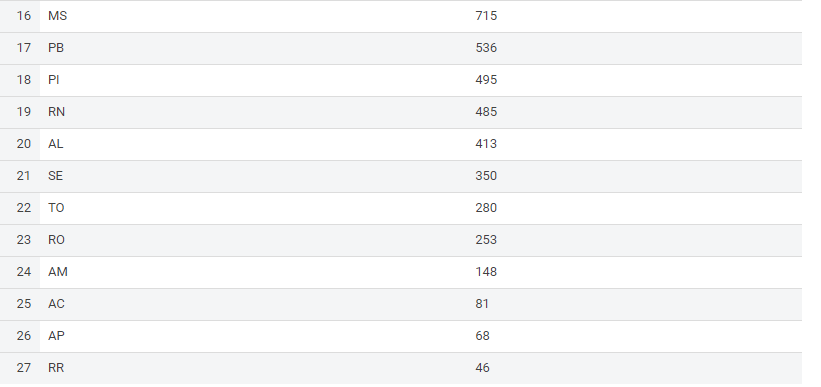 16 MS 715
17 PB 536
18 PI 495
19 RN 485
20 AL 413
21 SE 350
22 TO 280
23 RO 253
24 AM 148
25 AC 81
26 AP 68
27 RR 46